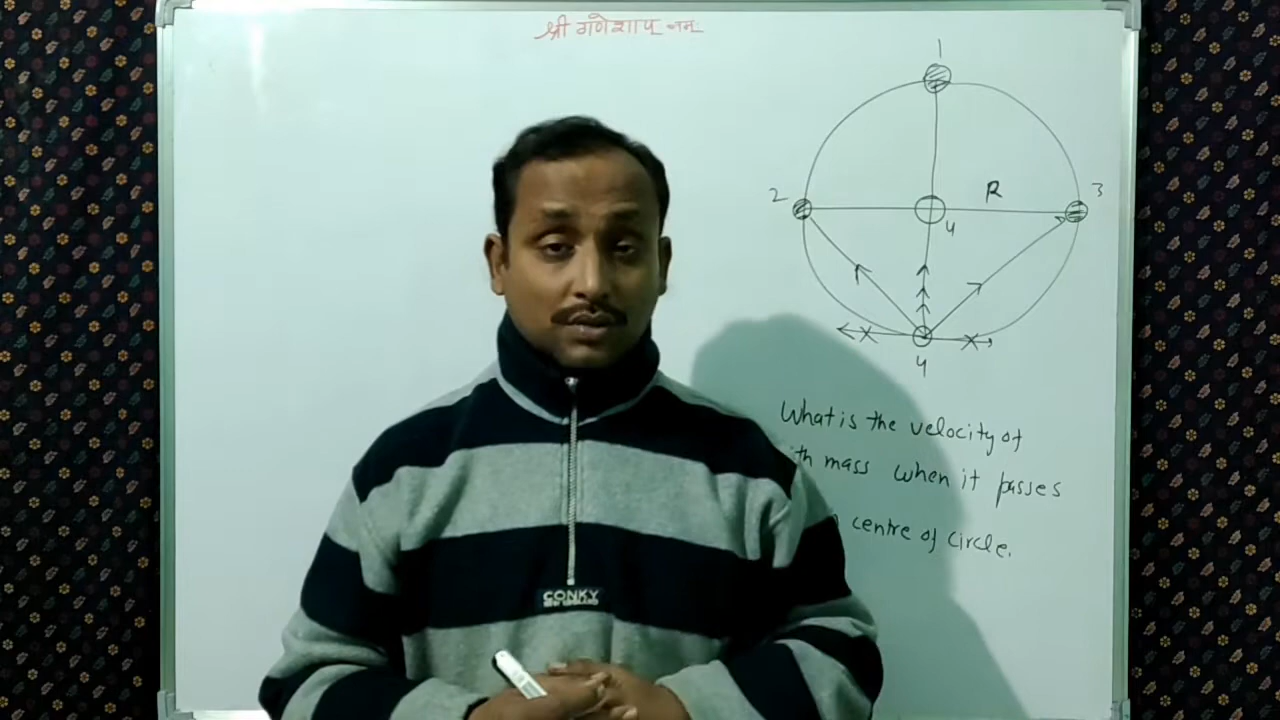 श्री गणेशाय नमः
1
2
R
3
4
4
What is the velocity of
th mass when it passes
centre of circle.
CONKY